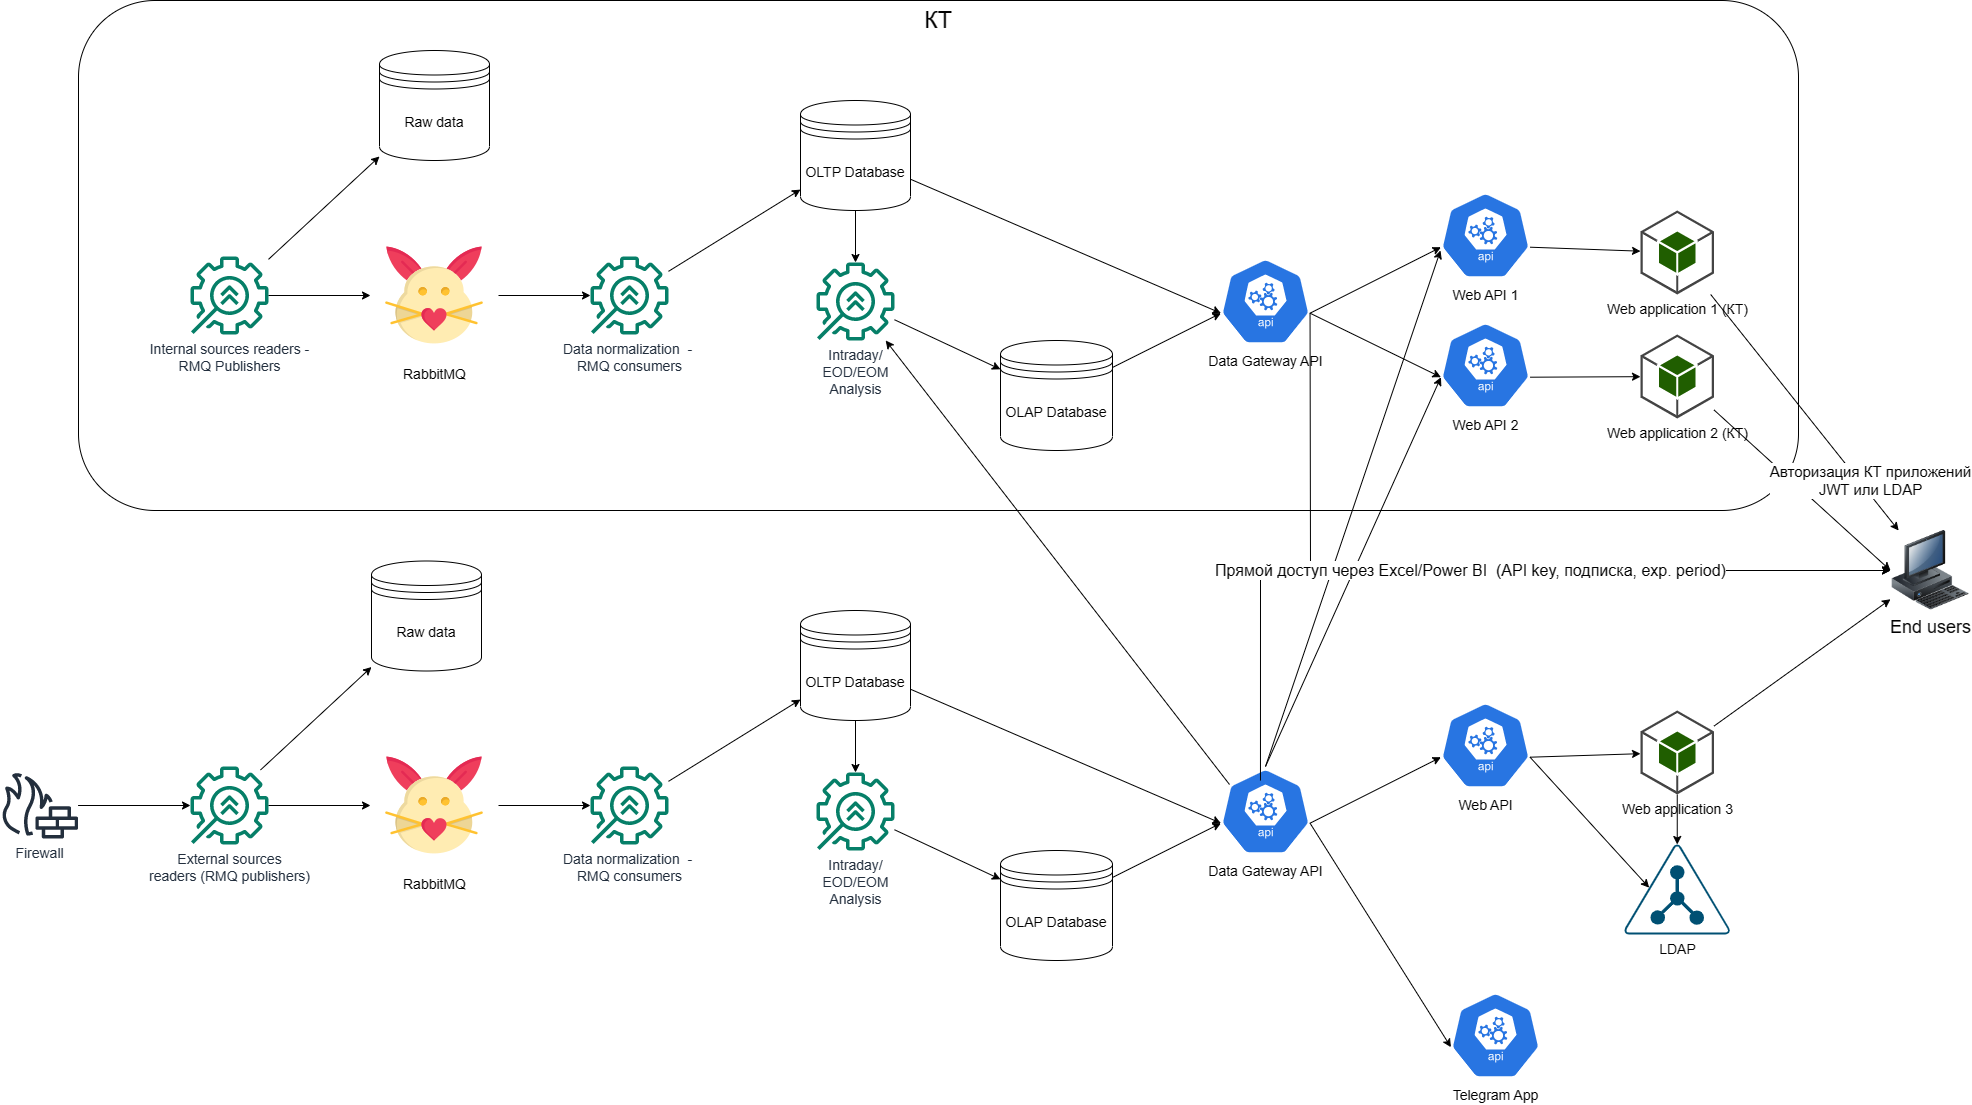 КТ
Raw data
OLTP Database
api
Web API 1
Web application 1 (КТ)
Internal sources readers -
RMQ Publishers
RabbitMQ
Data normalization  -
RMQ consumers
Intraday/
EOD/EOM
Analysis
api
Data Gateway API
OLAP Database
api
Web API 2
Web application 2 (КТ)
Авторизация КТ приложений
JWT или LDAP
Прямой доступ через Excel/Power BI  (API key, подписка, exp. period)
End users
Raw data
OLTP Database
Firewall
External sources
readers (RMQ publishers)
RabbitMQ
Data normalization  -
RMQ consumers
Intraday/
EOD/EOM
Analysis
OLAP Database
api
Data Gateway API
api
Web API
Web application 3
LDAP
api
Telegram App